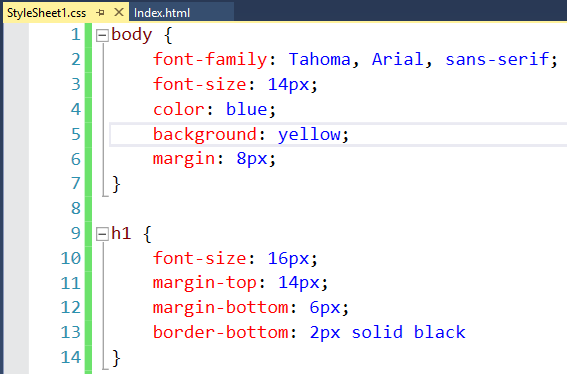 StyleSheet1.css Index.html
1 body {
2 font-family: Tahoma, Arial, sans-serif;
3 font-size: 14px;
4 color: blue;
5 background: yellow;
6 margin: 8px;
7 }
8
9 h1 {
10 font-size: 16px;
11 margin-top: 14px;
12 margin-bottom: 6px;
13 border-bottom: 2px solid black
14 }